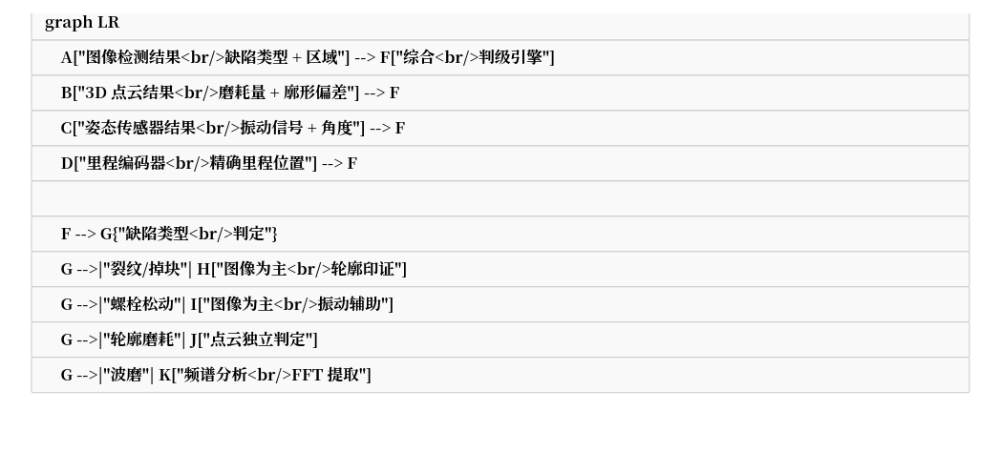 graph LR
A["图像检测结果<br/>缺陷类型 + 区域"] --> F["综合<br/>判级引擎"]
B["3D 点云结果<br/>磨耗量 + 廓形偏差"] --> F
C["姿态传感器结果<br/>振动信号 + 角度"] --> F
D["里程编码器<br/>精确里程位置"] --> F
F --> G{"缺陷类型<br/>判定"}
G -->|"裂纹/掉块"| H["图像为主<br/>轮廓印证"]
G -->|"螺栓松动"| I["图像为主<br/>振动辅助"]
G -->|"轮廓磨耗"| J["点云独立判定"]
G -->|"波磨"| K["频谱分析<br/>FFT 提取"]